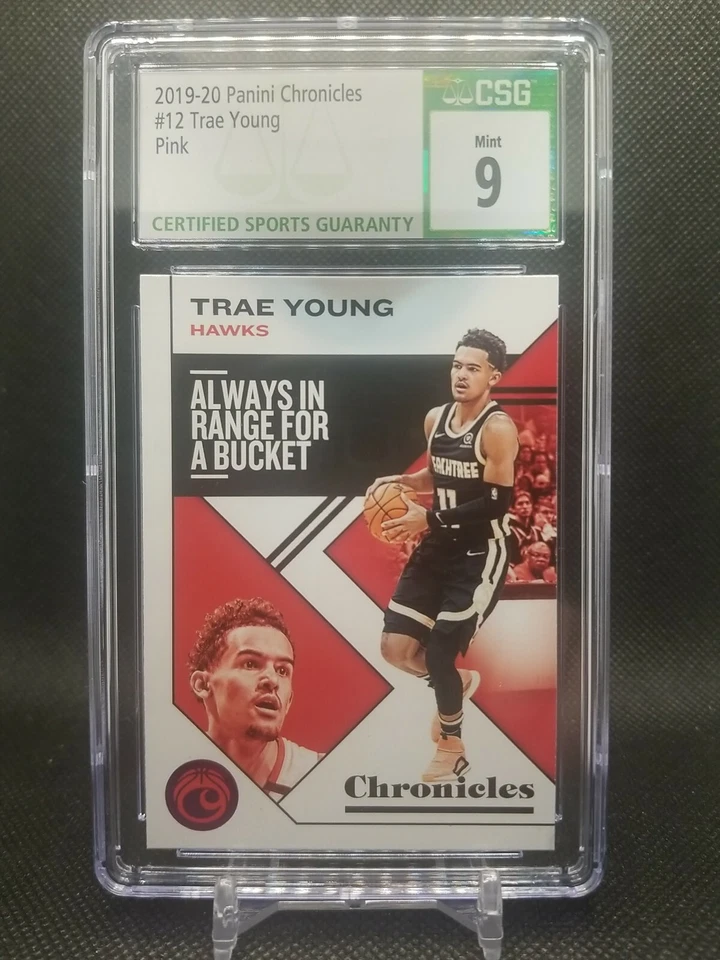 2019-20 Panini Chronicles
#12 Trae Young
Pink
CERTIFIED SPORTS GUARANTY
CSG
Mint
9
TRAE YOUNG
HAWKS
ALWAYS IN
RANGE FOR
A BUCKET
11
Chronicles